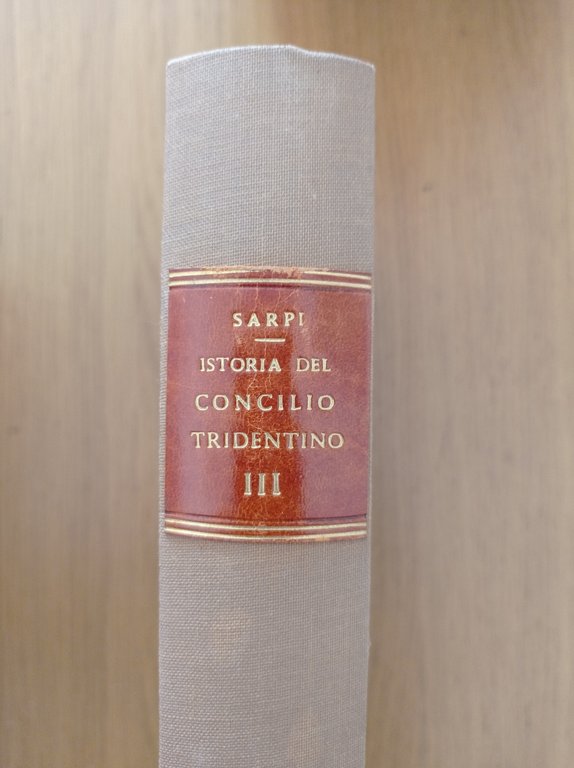 SARPI
ISTORIA DEL
CONCILIO
TRIDENTINO
III